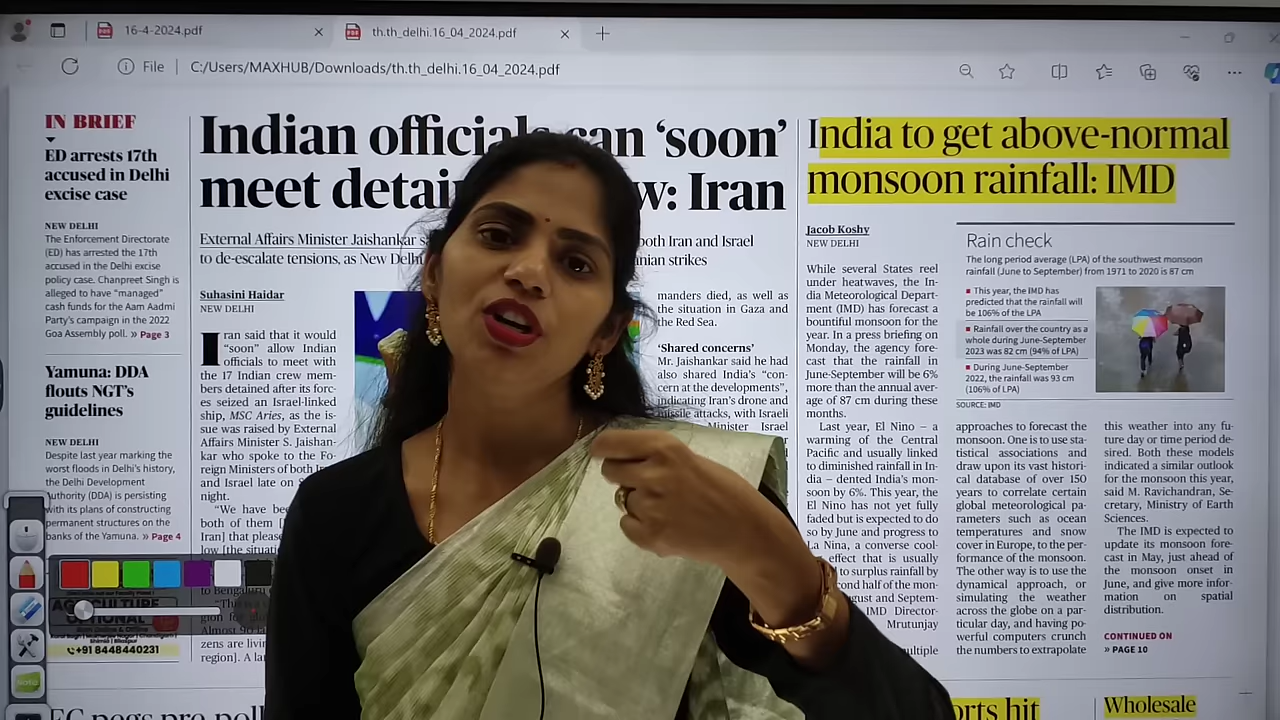 16-4-2024.pdf
th.th_delhi.16_04_2024.pdf
File
C:/Users/MAXHUB/Downloads/th.th_delhi.16_04_2024.pdf
IN BRIEF
ED arrests 17th
accused in Delhi
excise case
NEW DELHI
The Enforcement Directorate
(ED) has arrested the 17th
accused in the Delhi excise
policy case. Chanpreet Singh is
alleged to have “managed”
cash funds for the Aam Aadmi
Party’s campaign in the 2022
Goa Assembly poll. » Page 3
Yamuna: DDA
flouts NGT’s
guidelines
NEW DELHI
Despite last year marking the
worst floods in Delhi’s history,
the Delhi Development
Authority (DDA) is persisting
with its plans of constructing
permanent structures on the
banks of the Yamuna. » Page 4
AGRICULTURE
OPTIONAL
+91 8448440231
Indian officials can ‘soon’
meet
w: Iran
External Affairs Minister Jaishankar
both Iran and Israel
to de-escalate tensions, as New Delhi
strikes
Suhasini Haidar
NEW DELHI
Iran said that it would
“soon” allow Indian
officials to meet with
the 17 Indian crew mem-
bers detained after its forc-
es seized an Israel-linked
ship, MSC Aries, as the is-
sue was raised by External
Affairs Minister S. Jaishan-
kar who spoke to the Fo-
reign Ministers of both
and Israel late on
night.
“We have
both of them
Iran] that
low [the
manders died, as well as
the situation in Gaza and
the Red Sea.
‘Shared concerns’
Mr. Jaishankar said he had
also shared India’s “con-
cern at the developments”,
indicating Iran’s drone and
missile attacks, with Israeli
Minister Israel
India to get above-normal
monsoon rainfall: IMD
Jacob Koshy
NEW DELHI
While several States reel
under heatwaves, the In-
dia Meteorological Depart-
ment (IMD) has forecast a
bountiful monsoon for the
year. In a press briefing on
Monday, the agency fore-
cast that the rainfall in
June-September will be 6%
more than the annual aver-
age of 87 cm during these
months.
Last year, El Nino – a
warming of the Central
Pacific and usually linked
to diminished rainfall in In-
dia – dented India’s mon-
soon by 6%. This year, the
El Nino has not yet fully
faded but is expected to do
so by June and progress to
La Nina, a converse cool-
effect that is usually
to surplus rainfall by
second half of the mon-
August and Septem-
IMD Director-
Mrutunjay
Rain check
The long period average (LPA) of the southwest monsoon
rainfall (June to September) from 1971 to 2020 is 87 cm
■ This year, the IMD has
predicted that the rainfall will
be 106% of the LPA
■ Rainfall over the country as a
whole during June-September
2023 was 82 cm (94% of LPA)
■ During June-September
2022, the rainfall was 93 cm
(106% of LPA)
SOURCE: IMD
approaches to forecast the
monsoon. One is to use sta-
tistical associations and
draw upon its vast histori-
cal database of over 150
years to correlate certain
global meteorological pa-
rameters such as ocean
temperatures and snow
cover in Europe, to the per-
formance of the monsoon.
The other way is to use the
dynamical approach, or
simulating the weather
across the globe on a par-
ticular day, and having po-
werful computers crunch
the numbers to extrapolate
this weather into any fu-
ture day or time period de-
sired. Both these models
indicated a similar outlook
for the monsoon this year,
said M. Ravichandran, Se-
cretary, Ministry of Earth
Sciences.
The IMD is expected to
update its monsoon fore-
cast in May, just ahead of
the monsoon onset in
June, and give more infor-
mation on spatial
distribution.
CONTINUED ON
» PAGE 10
hit
Wholesale